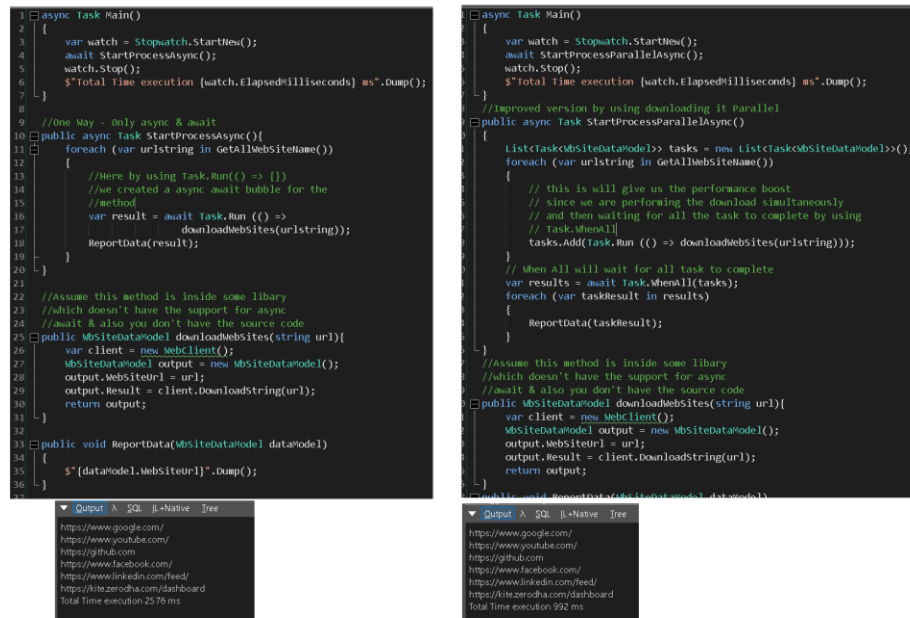 1 async Task Main()
2 {
3 var watch = Stopwatch.StartNew();
4 await StartProcessAsync();
5 watch.Stop();
6 $"Total Time execution {watch.ElapsedMilliseconds} ms".Dump();
7 }
8
9 //One Way - Only async & await
10 public async Task StartProcessAsync(){
11 foreach (var urlstring in GetAllWebSiteName())
12 {
13 //Here by using Task.Run(() => {})
14 //we created a async await bubble for the
15 //method
16 var result = await Task.Run (() =>
17 downloadWebSites(urlstring));
18 ReportData(result);
19 }
20 }
21
22 //Assume this method is inside some libary
23 //which doesn't have the support for async
24 //await & also you don't have the source code
25 public WbSiteDataModel downloadWebSites(string url){
26 var client = new WebClient();
27 WbSiteDataModel output = new WbSiteDataModel();
28 output.WebSiteUrl = url;
29 output.Result = client.DownloadString(url);
30 return output;
31 }
32
33 public void ReportData(WbSiteDataModel dataModel)
34 {
35 $"{dataModel.WebSiteUrl}".Dump();
36 }
37
Output λ SQL IL+Native Tree
https://www.google.com/
https://www.youtube.com/
https://github.com
https://www.facebook.com/
https://www.linkedin.com/feed/
https://kite.zerodha.com/dashboard
Total Time execution 2576 ms
async Task Main()
{
var watch = Stopwatch.StartNew();
await StartProcessParallelAsync();
watch.Stop();
$"Total Time execution {watch.ElapsedMilliseconds} ms".Dump();
}
//Improved version by using downloading it Parallel
public async Task StartProcessParallelAsync()
{
List<Task<WbSiteDataModel>> tasks = new List<Task<WbSiteDataModel>>();
foreach (var urlstring in GetAllWebSiteName())
{
// this is will give us the performance boost
// since we are performing the download simultaneously
// and then waiting for all the task to complete by using
// Task.WhenAll
tasks.Add(Task.Run (() => downloadWebSites(urlstring)));
}
// When All will wait for all task to complete
var results = await Task.WhenAll(tasks);
foreach (var taskResult in results)
{
ReportData(taskResult);
}
}
//Assume this method is inside some libary
//which doesn't have the support for async
//await & also you don't have the source code
public WbSiteDataModel downloadWebSites(string url){
var client = new WebClient();
WbSiteDataModel output = new WbSiteDataModel();
output.WebSiteUrl = url;
output.Result = client.DownloadString(url);
return output;
}
public void ReportData(WbSiteDataModel dataModel)
Output λ SQL IL+Native Tree
https://www.google.com/
https://www.youtube.com/
https://github.com
https://www.facebook.com/
https://www.linkedin.com/feed/
https://kite.zerodha.com/dashboard
Total Time execution 992 ms